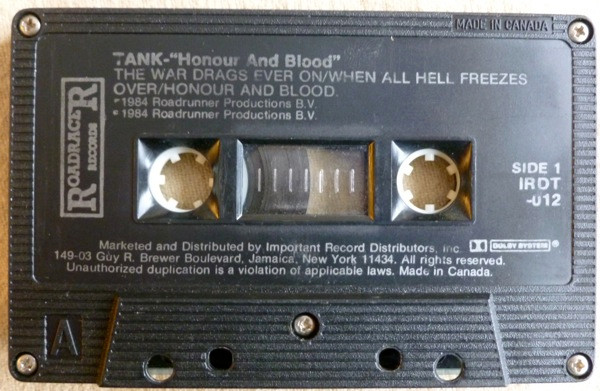 MADE IN CANADA
TANK-"Honour And Blood"
THE WAR DRAGS EVER ON/WHEN ALL HELL FREEZES
OVER/HONOUR AND BLOOD.
℗1984 Roadrunner Productions B.V.
©1984 Roadrunner Productions B.V.
ROADRACER
RECORDS
SIDE 1
IRDT
-012
Marketed and Distributed by Important Record Distributors, Inc. DOLBY SYSTEM®
149-03 Guy R. Brewer Boulevard, Jamaica, New York 11434. All rights reserved.
Unauthorized duplication is a violation of applicable laws. Made in Canada.
A